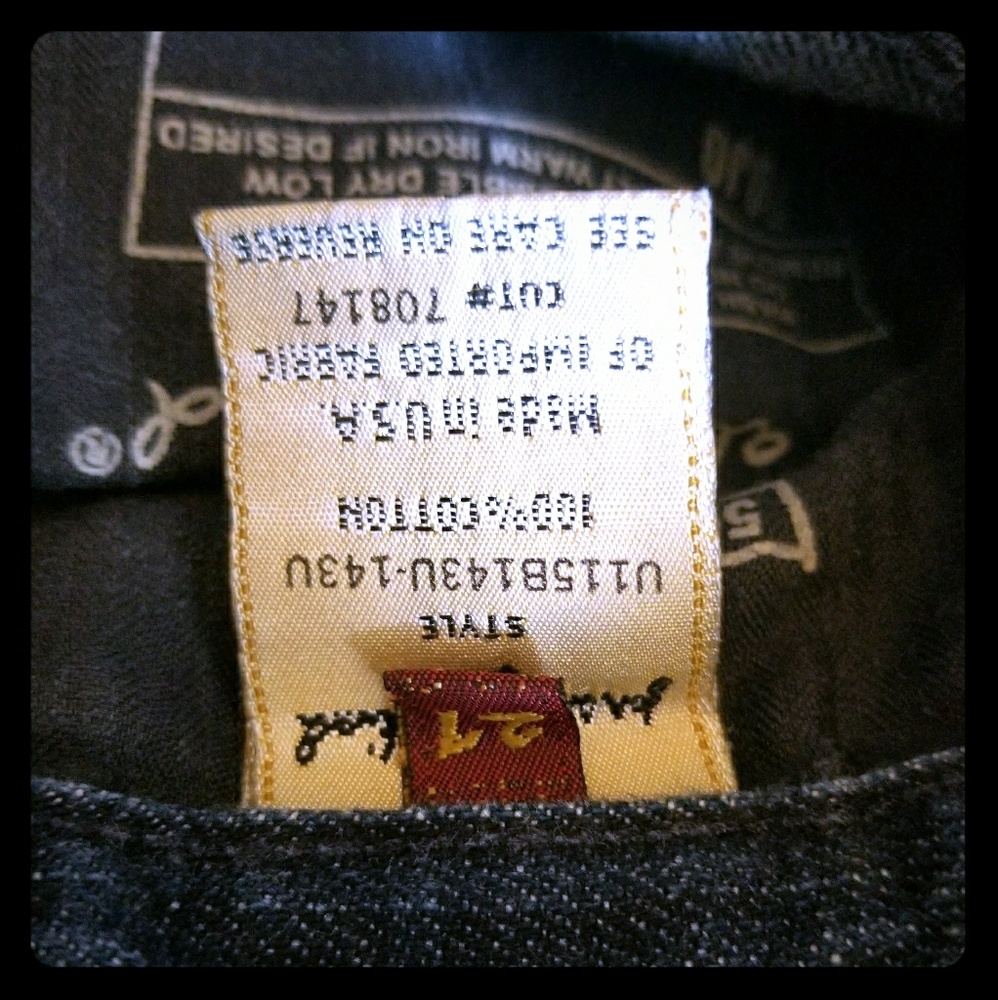 STYLE
U115B143U-143U
100%COTTON
Made in U.S.A.
OF IMPORTED FABRIC
CUT# 708147
SEE CARE ON REVERSE
DRY LOW
WARM IRON IF DESIRED
5